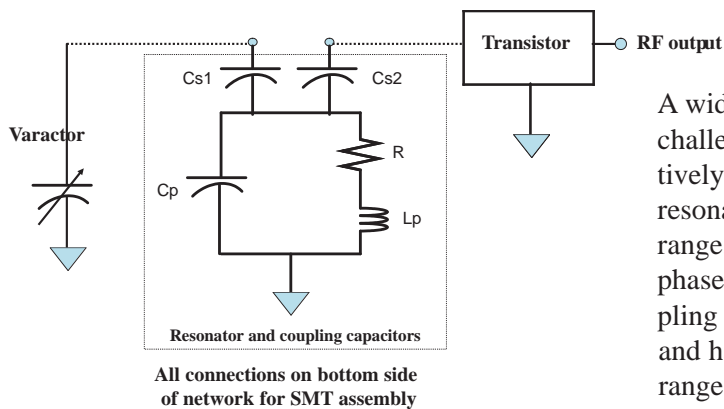 Transistor
RF output
Cs1
Cs2
Varactor
R
Cp
Lp
Resonator and coupling capacitors
All connections on bottom side
of network for SMT assembly
A wid
challe
tively
resona
range
phase
pling
and h
range